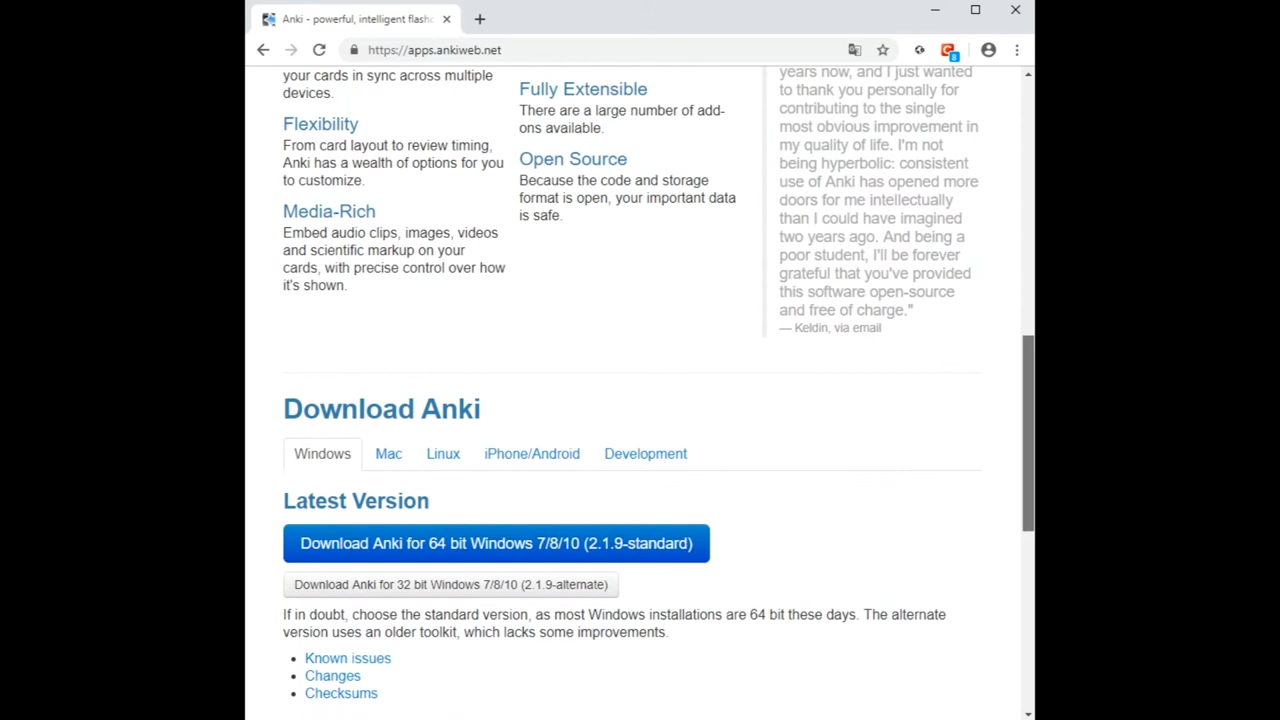 Anki - powerful, intelligent flashc
https://apps.ankiweb.net
8
your cards in sync across multiple
devices.
Flexibility
From card layout to review timing,
Anki has a wealth of options for you
to customize.
Media-Rich
Embed audio clips, images, videos
and scientific markup on your
cards, with precise control over how
it's shown.
Fully Extensible
There are a large number of add-
ons available.
Open Source
Because the code and storage
format is open, your important data
is safe.
years now, and I just wanted
to thank you personally for
contributing to the single
most obvious improvement in
my quality of life. I'm not
being hyperbolic: consistent
use of Anki has opened more
doors for me intellectually
than I could have imagined
two years ago. And being a
poor student, I'll be forever
grateful that you've provided
this software open-source
and free of charge."
— Keldin, via email
Download Anki
Windows Mac Linux iPhone/Android Development
Latest Version
Download Anki for 64 bit Windows 7/8/10 (2.1.9-standard)
Download Anki for 32 bit Windows 7/8/10 (2.1.9-alternate)
If in doubt, choose the standard version, as most Windows installations are 64 bit these days. The alternate
version uses an older toolkit, which lacks some improvements.
• Known issues
• Changes
• Checksums